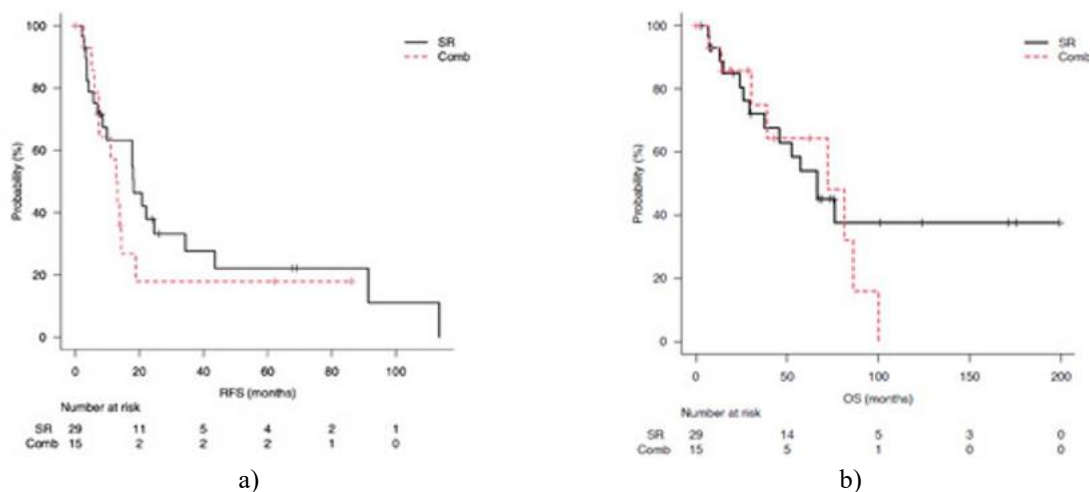 100
80
60
40
20
0
Probability (%)
SR
Comb
0 20 40 60 80 100
RFS (months)
Number at risk
SR 29 11 5 4 2 1
Comb 15 2 2 2 1 0
a)
100
80
60
40
20
0
Probability (%)
SR
Comb
0 50 100 150 200
OS (months)
Number at risk
SR 29 14 5 3 0
Comb 15 5 1 0 0
b)